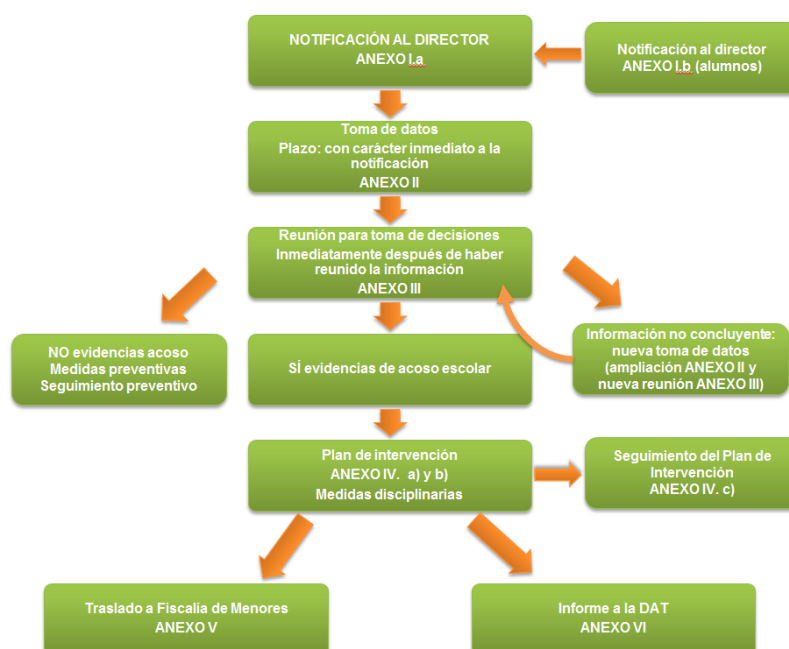 NOTIFICACIÓN AL DIRECTOR
ANEXO I.a
Notificación al director
ANEXO I.b (alumnos)
Toma de datos
Plazo: con carácter inmediato a la
notificación
ANEXO II
Reunión para toma de decisiones
Inmediatamente después de haber
reunido la información
ANEXO III
NO evidencias acoso
Medidas preventivas
Seguimiento preventivo
SÍ evidencias de acoso escolar
Información no concluyente:
nueva toma de datos
(ampliación ANEXO II y
nueva reunión ANEXO III)
Plan de intervención
ANEXO IV. a) y b)
Medidas disciplinarias
Seguimiento del Plan de
Intervención
ANEXO IV. c)
Traslado a Fiscalia de Menores
ANEXO V
Informe a la DAT
ANEXO VI